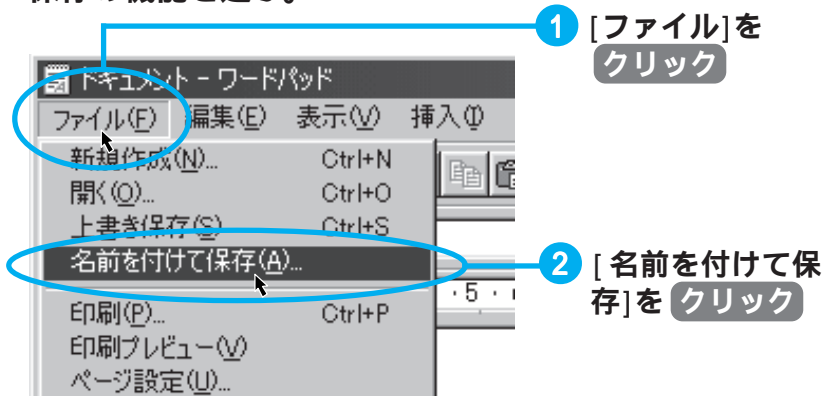 1 [ファイル]を
クリック
ドキュメント - ワードパッド
ファイル(F) 編集(E) 表示(V) 挿入(I)
新規作成(N)... Ctrl+N
開く(O)... Ctrl+O
上書き保存(S) Ctrl+S
名前を付けて保存(A)...
2 [名前を付けて保
存]を クリック
・5・
印刷(P)... Ctrl+P
印刷プレビュー(V)
ページ設定(U)...